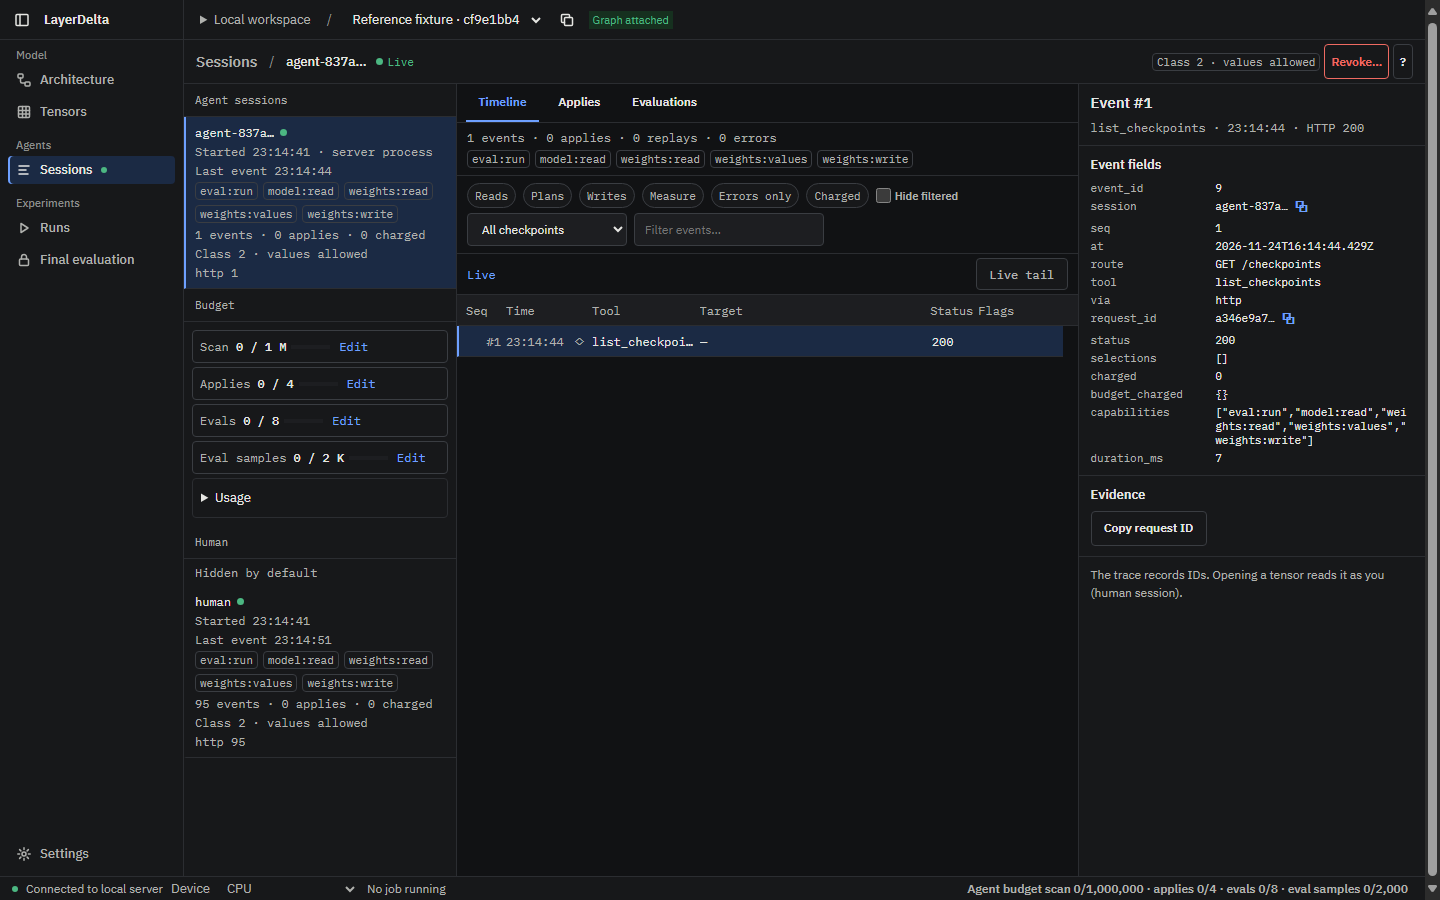 LayerDelta
Local workspace / Reference fixture · cf9e1bb4 Graph attached
Model
Architecture
Tensors
Agents
Sessions
Experiments
Runs
Final evaluation
Settings
Sessions / agent-837a… Live
Class 2 · values allowed Revoke… ?
Agent sessions
agent-837a…
Started 23:14:41 · server process
Last event 23:14:44
eval:run model:read weights:read
weights:values weights:write
1 events · 0 applies · 0 charged
Class 2 · values allowed
http 1
Budget
Scan 0 / 1 M Edit
Applies 0 / 4 Edit
Evals 0 / 8 Edit
Eval samples 0 / 2 K Edit
Usage
Human
Hidden by default
human
Started 23:14:41
Last event 23:14:51
eval:run model:read weights:read
weights:values weights:write
95 events · 0 applies · 0 charged
Class 2 · values allowed
http 95
Timeline Applies Evaluations
1 events · 0 applies · 0 replays · 0 errors
eval:run model:read weights:read weights:values weights:write
Reads Plans Writes Measure Errors only Charged Hide filtered
All checkpoints Filter events…
Live Live tail
Seq Time Tool Target Status Flags
#1 23:14:44 ◇ list_checkpoi… — 200
Event #1
list_checkpoints · 23:14:44 · HTTP 200
Event fields
event_id 9
session agent-837a…
seq 1
at 2026-11-24T16:14:44.429Z
route GET /checkpoints
tool list_checkpoints
via http
request_id a346e9a7…
status 200
selections []
charged 0
budget_charged {}
capabilities ["eval:run","model:read","wei
ghts:read","weights:values","
weights:write"]
duration_ms 7
Evidence
Copy request ID
The trace records IDs. Opening a tensor reads it as you
(human session).
Connected to local server Device CPU No job running
Agent budget scan 0/1,000,000 · applies 0/4 · evals 0/8 · eval samples 0/2,000